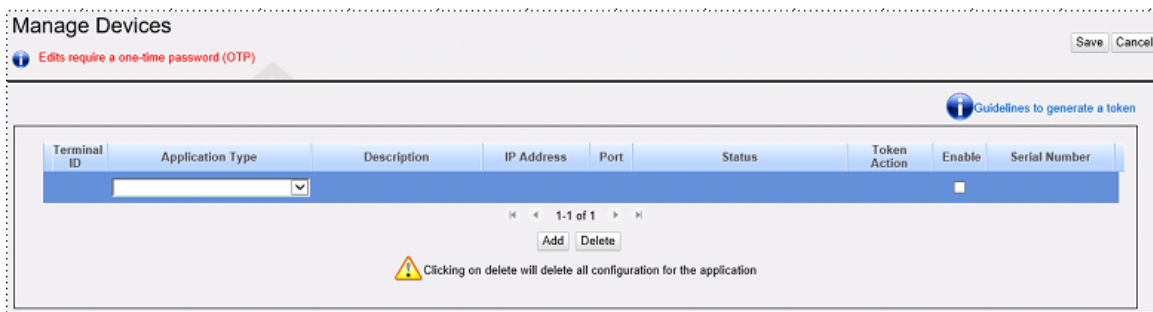 Manage Devices
Save Cancel
Edits require a one-time password (OTP)
Guidelines to generate a token
Terminal ID Application Type Description IP Address Port Status Token Action Enable Serial Number
1-1 of 1
Add Delete
Clicking on delete will delete all configuration for the application